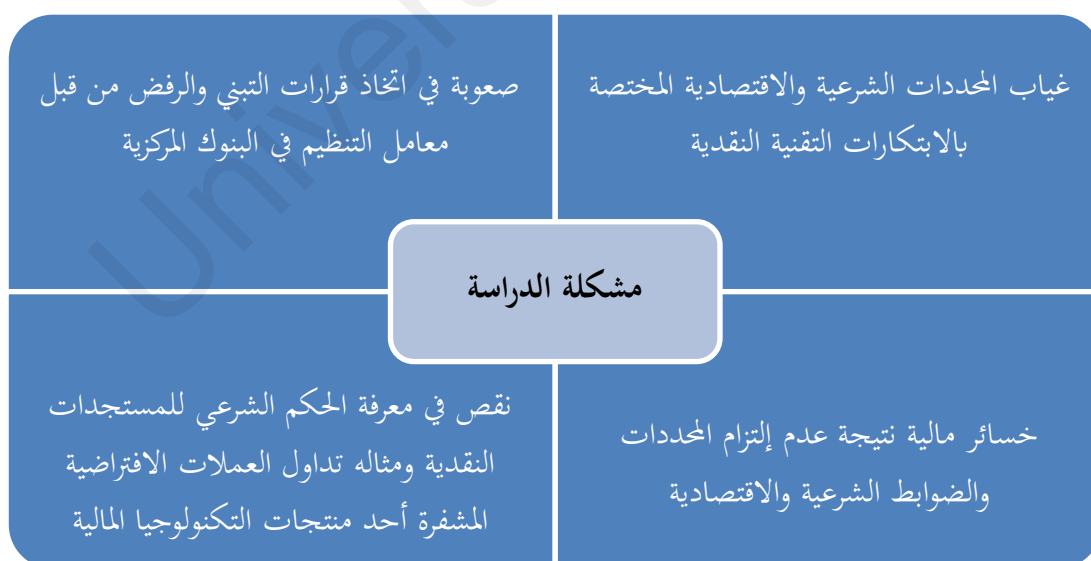 غياب المحددات الشرعية والاقتصادية المختصة
بالابتكارات التقنية النقدية
صعوبة في اتخاذ قرارات التبني والرفض من قبل
معامل التنظيم في البنوك المركزية
مشكلة الدراسة
خسائر مالية نتيجة عدم إلتزام المحددات
والضوابط الشرعية والاقتصادية
نقص في معرفة الحكم الشرعي للمستجدات
النقدية ومثاله تداول العملات الافتراضية
المشفرة أحد منتجات التكنولوجيا المالية